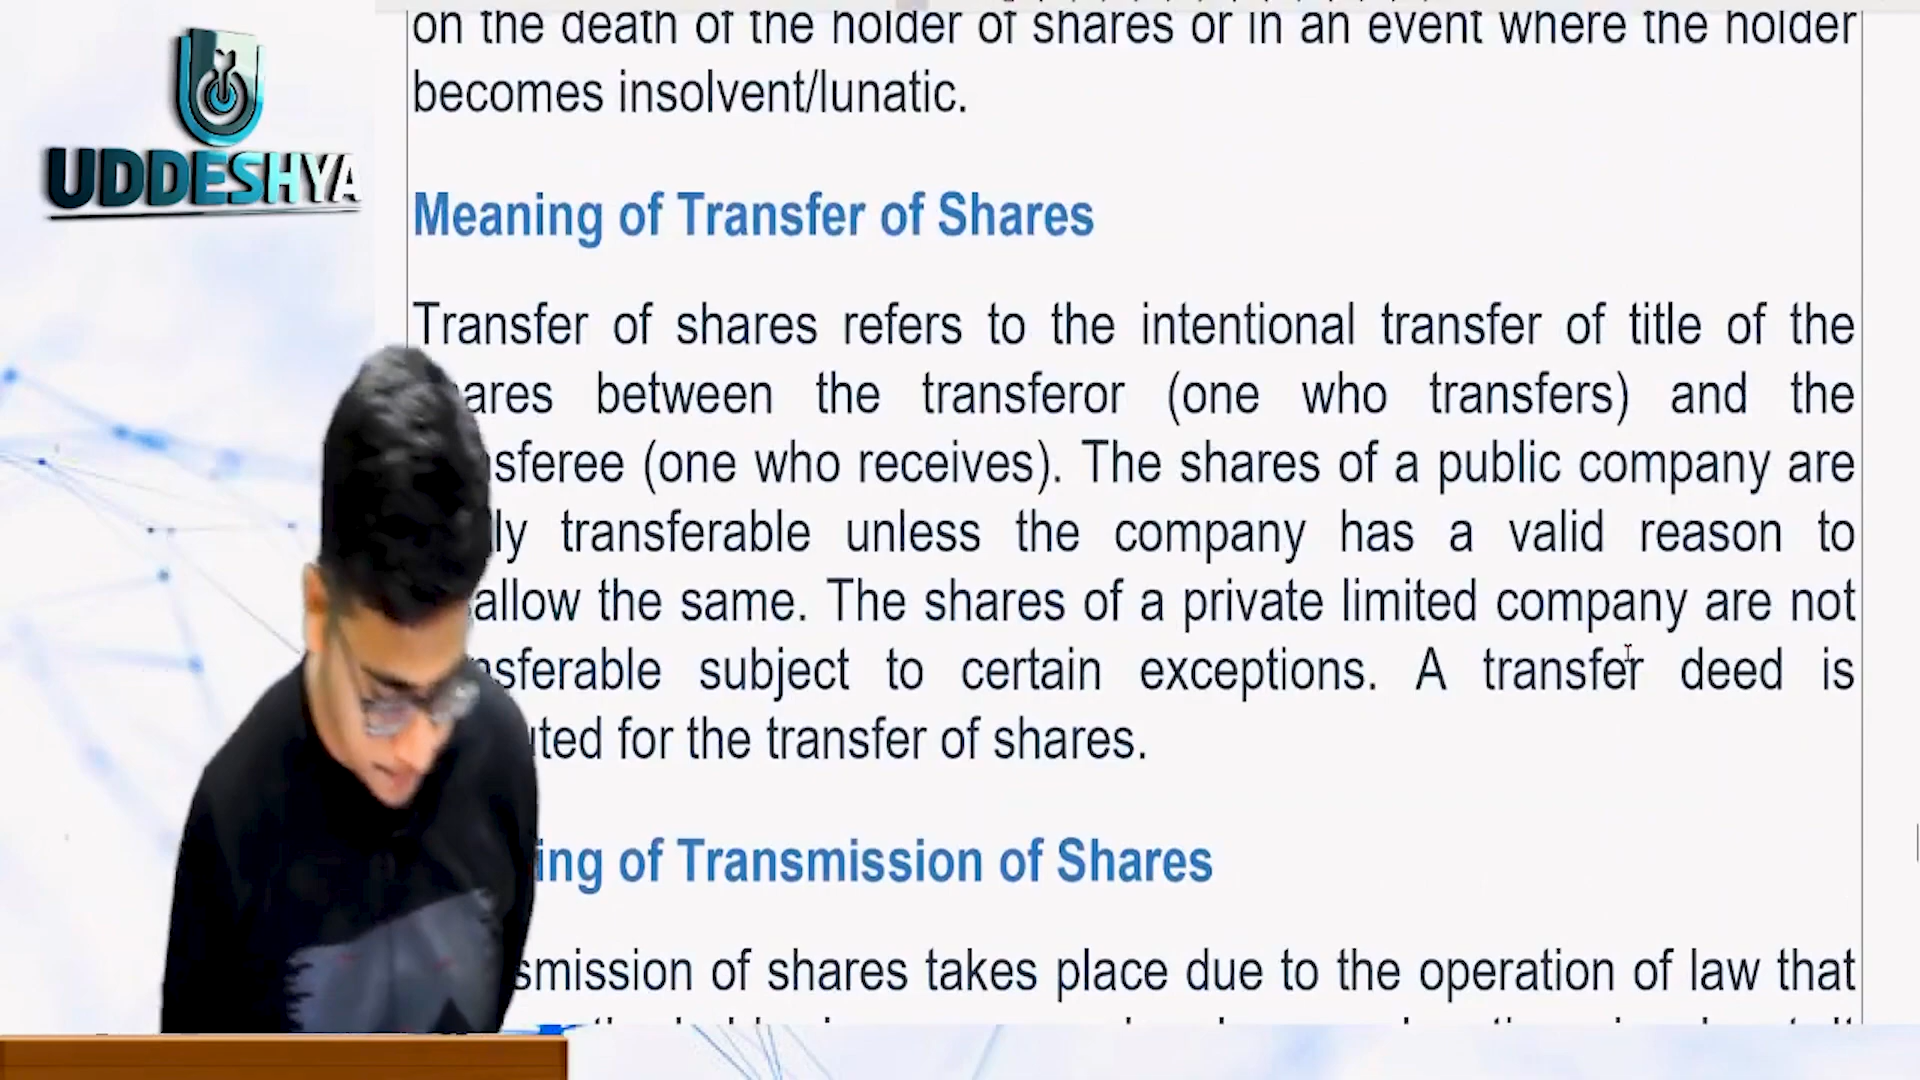 UDDESHYA
on the death of the holder of shares or in an event where the holder
becomes insolvent/lunatic.
Meaning of Transfer of Shares
Transfer of shares refers to the intentional transfer of title of the
ares between the transferor (one who transfers) and the
sferee (one who receives). The shares of a public company are
ly transferable unless the company has a valid reason to
allow the same. The shares of a private limited company are not
sferable subject to certain exceptions. A transfer deed is
uted for the transfer of shares.
ing of Transmission of Shares
smission of shares takes place due to the operation of law that